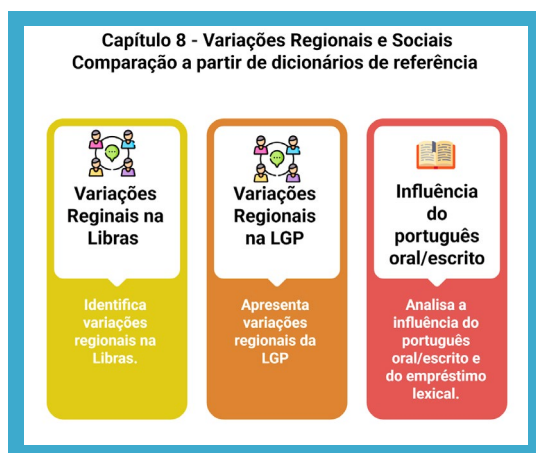 Capítulo 8 - Variações Regionais e Sociais
Comparação a partir de dicionários de referência
Variações
Reginais na
Libras
Identifica
variações
regionais na
Libras.
Variações
Regionais
na LGP
Apresenta
variações
regionais da
LGP
Influência
do
português
oral/escrito
Analisa a
influência do
português
oral/escrito e
do empréstimo
lexical.